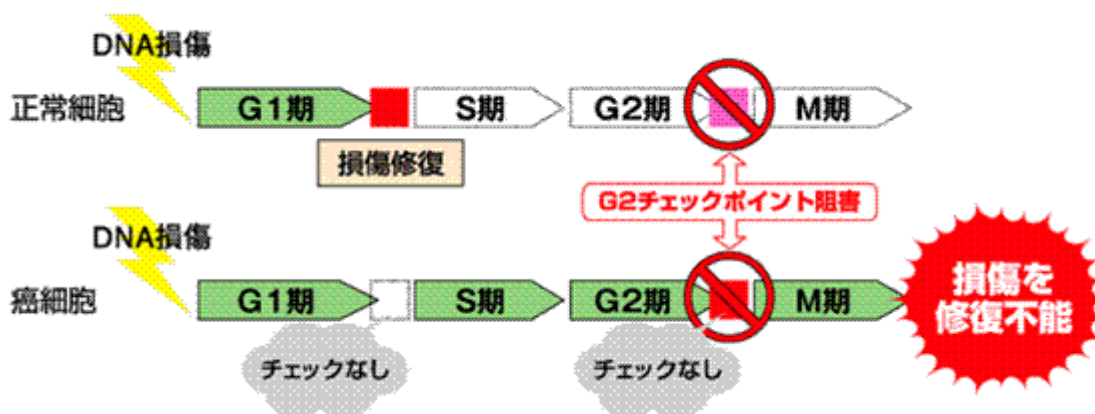 DNA損傷
正常細胞
G1期
S期
G2期
M期
損傷修復
G2チェックポイント阻害
DNA損傷
癌細胞
G1期
S期
G2期
M期
損傷を
修復不能
チェックなし
チェックなし